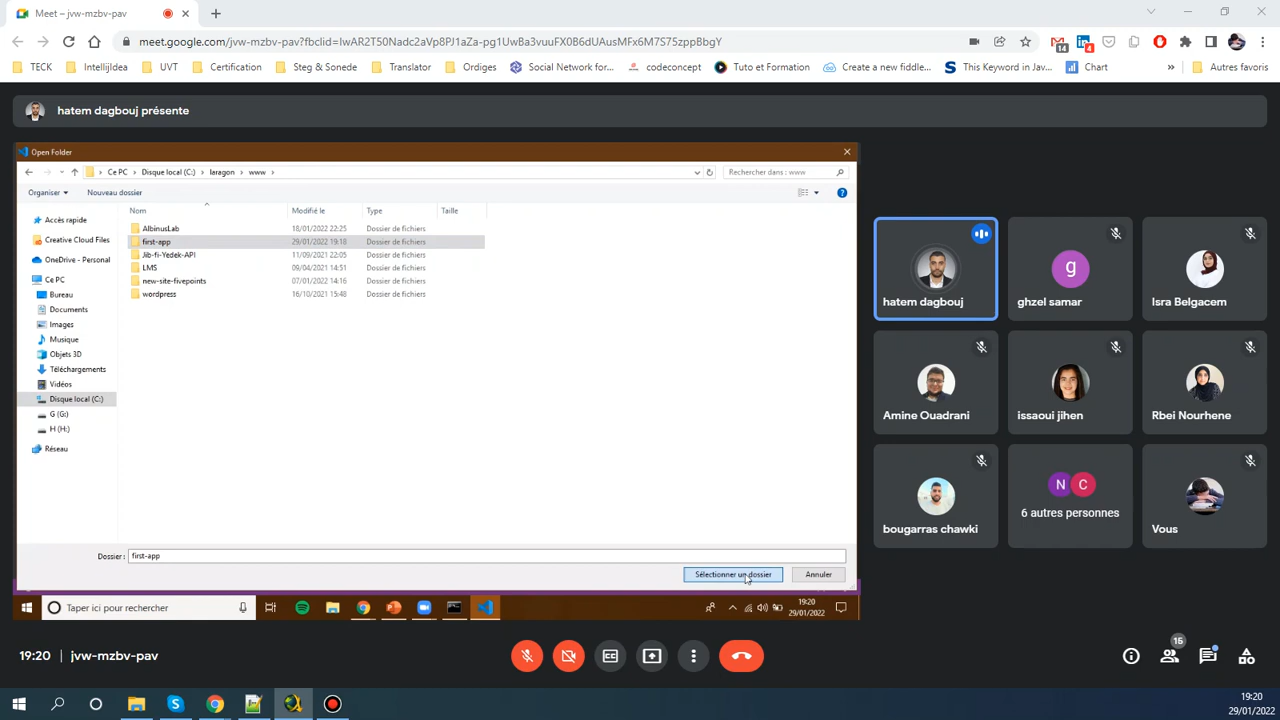 Meet – jvw-mzbv-pav
meet.google.com/jvw-mzbv-pav?fbclid=IwAR2T50Nadc2aVp8PJ1aZa-pg1UwBa3vuuFX0B6dUAusMFx6M7S75zppBgY
14
4
TECK
IntellijIdea
UVT
Certification
Steg & Sonede
Translator
Ordiges
Social Network for...
codeconcept
Tuto et Formation
Create a new fiddle...
This Keyword in Jav...
Chart
»
Autres favoris
hatem dagbouj présente
Open Folder
Ce PC > Disque local (C:) > laragon > www >
Rechercher dans : www
Organiser
Nouveau dossier
Nom
Modifié le
Type
Taille
Accès rapide
Creative Cloud Files
OneDrive - Personal
Ce PC
Bureau
Documents
Images
Musique
Objets 3D
Téléchargements
Vidéos
Disque local (C:)
G (G:)
H (H:)
Réseau
AlbinusLab 18/01/2022 22:25 Dossier de fichiers
first-app 29/01/2022 19:18 Dossier de fichiers
Jib-fi-Yedek-API 11/09/2021 22:05 Dossier de fichiers
LMS 09/04/2021 14:51 Dossier de fichiers
new-site-fivepoints 07/01/2022 14:16 Dossier de fichiers
wordpress 16/10/2021 15:48 Dossier de fichiers
Dossier : first-app
Sélectionner un dossier
Annuler
Taper ici pour rechercher
19:20
29/01/2022
hatem dagbouj
g
ghzel samar
Isra Belgacem
Amine Ouadrani
issaoui jihen
Rbei Nourhene
bougarras chawki
N C
6 autres personnes
Vous
19:20 | jvw-mzbv-pav
15
19:20
29/01/2022